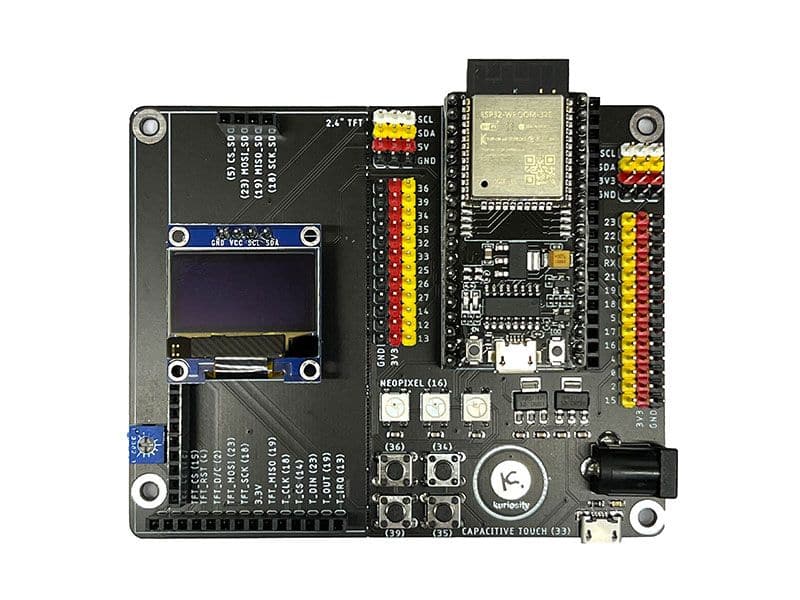 2.4" TFT
SCL
SDA
5V
GND
(5) CS_SD
(23) MOSI_SD
(19) MISO_SD
(18) SCK_SD
GND VCC SCL SDA
36
39
34
35
32
33
25
26
27
14
12
13
GND
3V3
ESP32-WROOM-32E
SCL
SDA
3V3
GND
23
22
TX
RX
21
19
18
5
17
16
4
0
2
15
3V3
GND
NEOPIXEL (16)
(36)
(34)
(39)
(35)
kuriosity
CAPACITIVE TOUCH (33)
TFT_CS (15)
TFT_RST (4)
TFT_D/C (2)
TFT_MOSI (23)
TFT_SCK (18)
3.3V
TFT_MISO (19)
T_CLK (18)
T_CS (14)
T_DIN (23)
T_OUT (19)
T_IRQ (13)